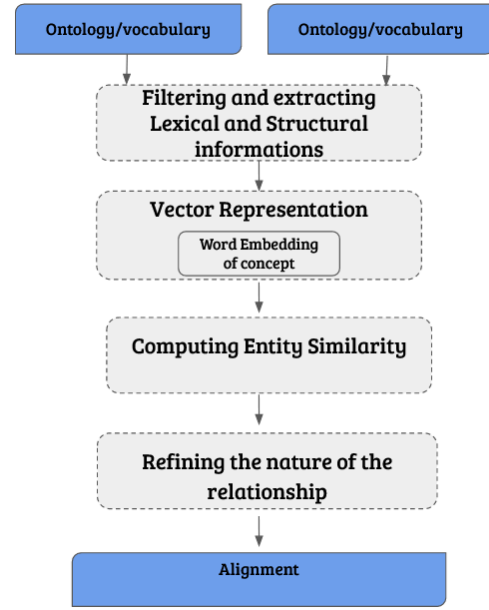 Ontology/vocabulary
Ontology/vocabulary
Filtering and extracting
Lexical and Structural
informations
Vector Representation
Word Embedding
of concept
Computing Entity Similarity
Refining the nature of the
relationship
Alignment